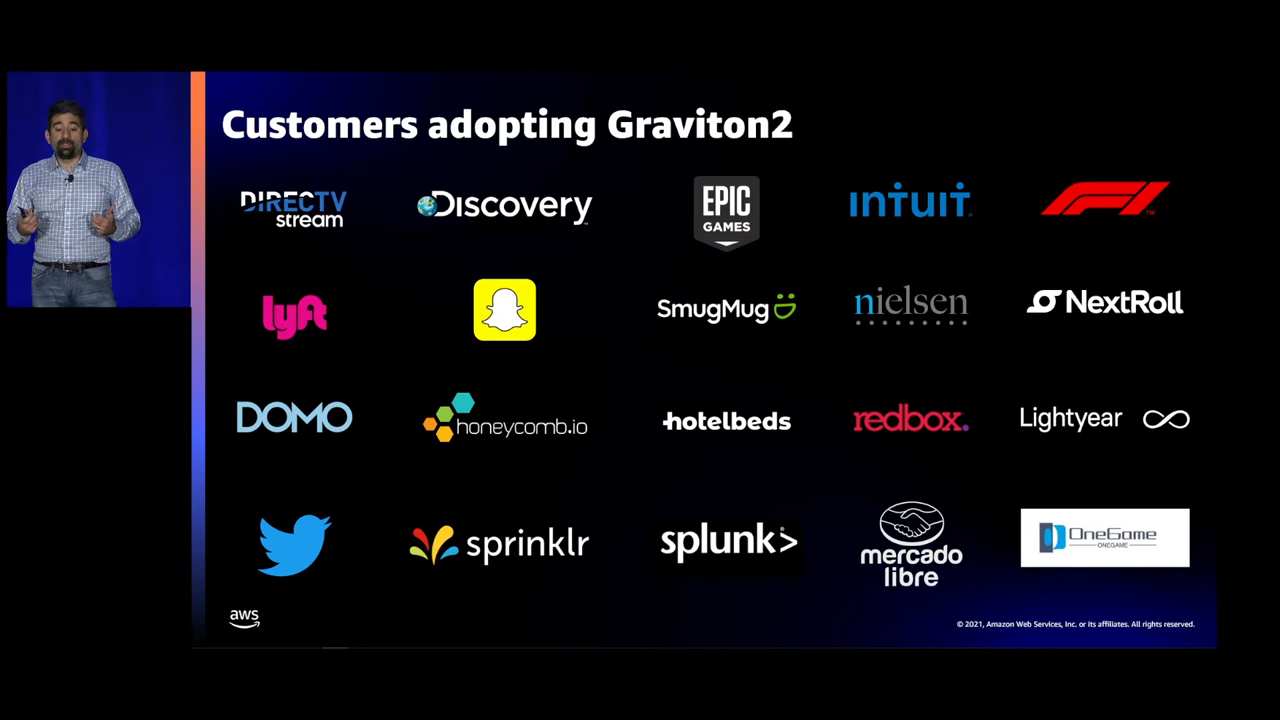 Customers adopting Graviton2
DIRECTV
stream
Discovery
EPIC
GAMES
intuit
F1
lyft
SmugMug
nielsen
NextRoll
DOMO
honeycomb.io
hotelbeds
redbox.
Lightyear
sprinklr
splunk>
mercado
libre
OneGame
ONEGAME
aws
© 2021, Amazon Web Services, Inc. or its affiliates. All rights reserved.